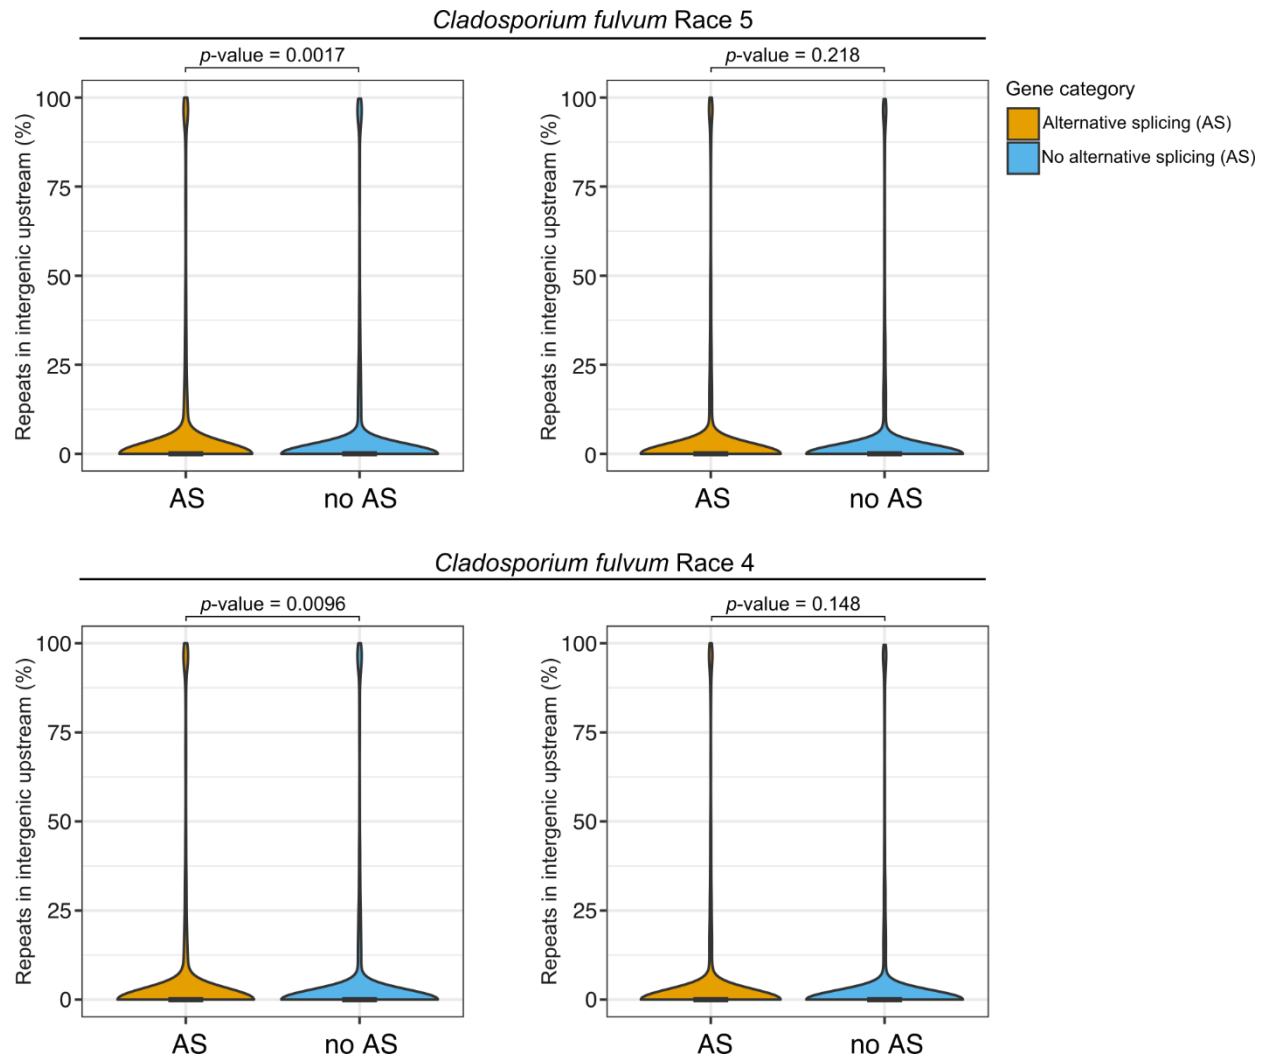 Cladosporium fulvum Race 5
p-value = 0.0017
p-value = 0.218
Repeats in intergenic upstream (%)
100
75
50
25
0
AS
no AS
Repeats in intergenic upstream (%)
100
75
50
25
0
AS
no AS
Gene category
Alternative splicing (AS)
No alternative splicing (AS)
Cladosporium fulvum Race 4
p-value = 0.0096
p-value = 0.148
Repeats in intergenic upstream (%)
100
75
50
25
0
AS
no AS
Repeats in intergenic upstream (%)
100
75
50
25
0
AS
no AS